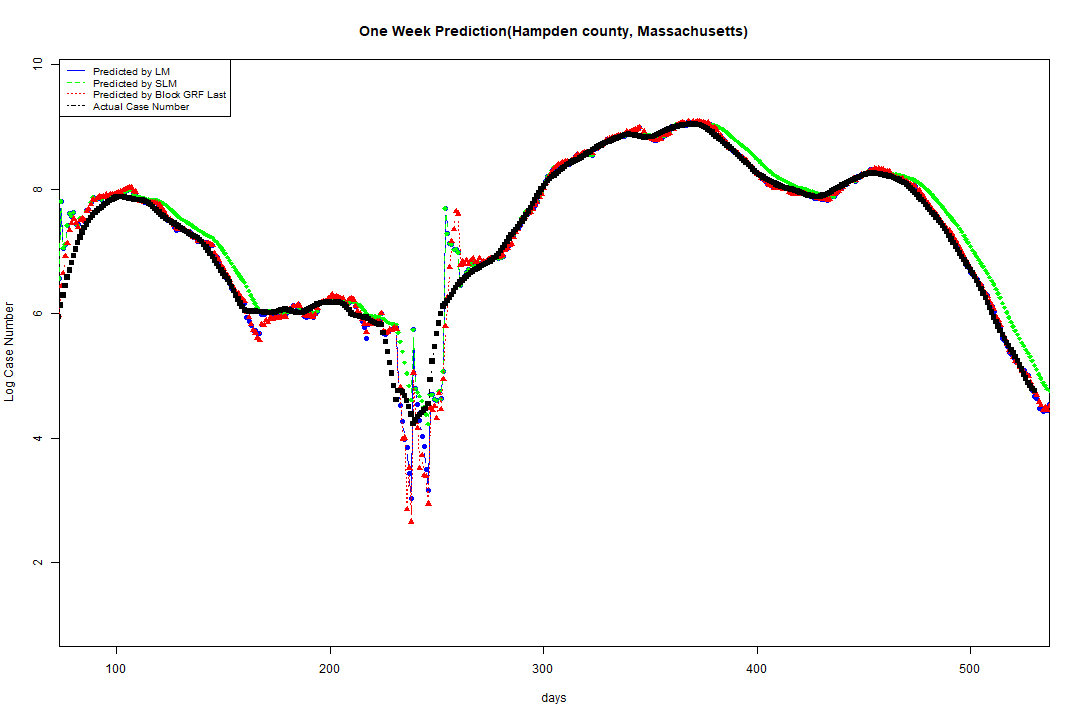 One Week Prediction(Hampden county, Massachusetts)
Predicted by LM
Predicted by SLM
Predicted by Block GRF Last
Actual Case Number
Log Case Number
10
8
6
4
2
100
200
300
400
500
days